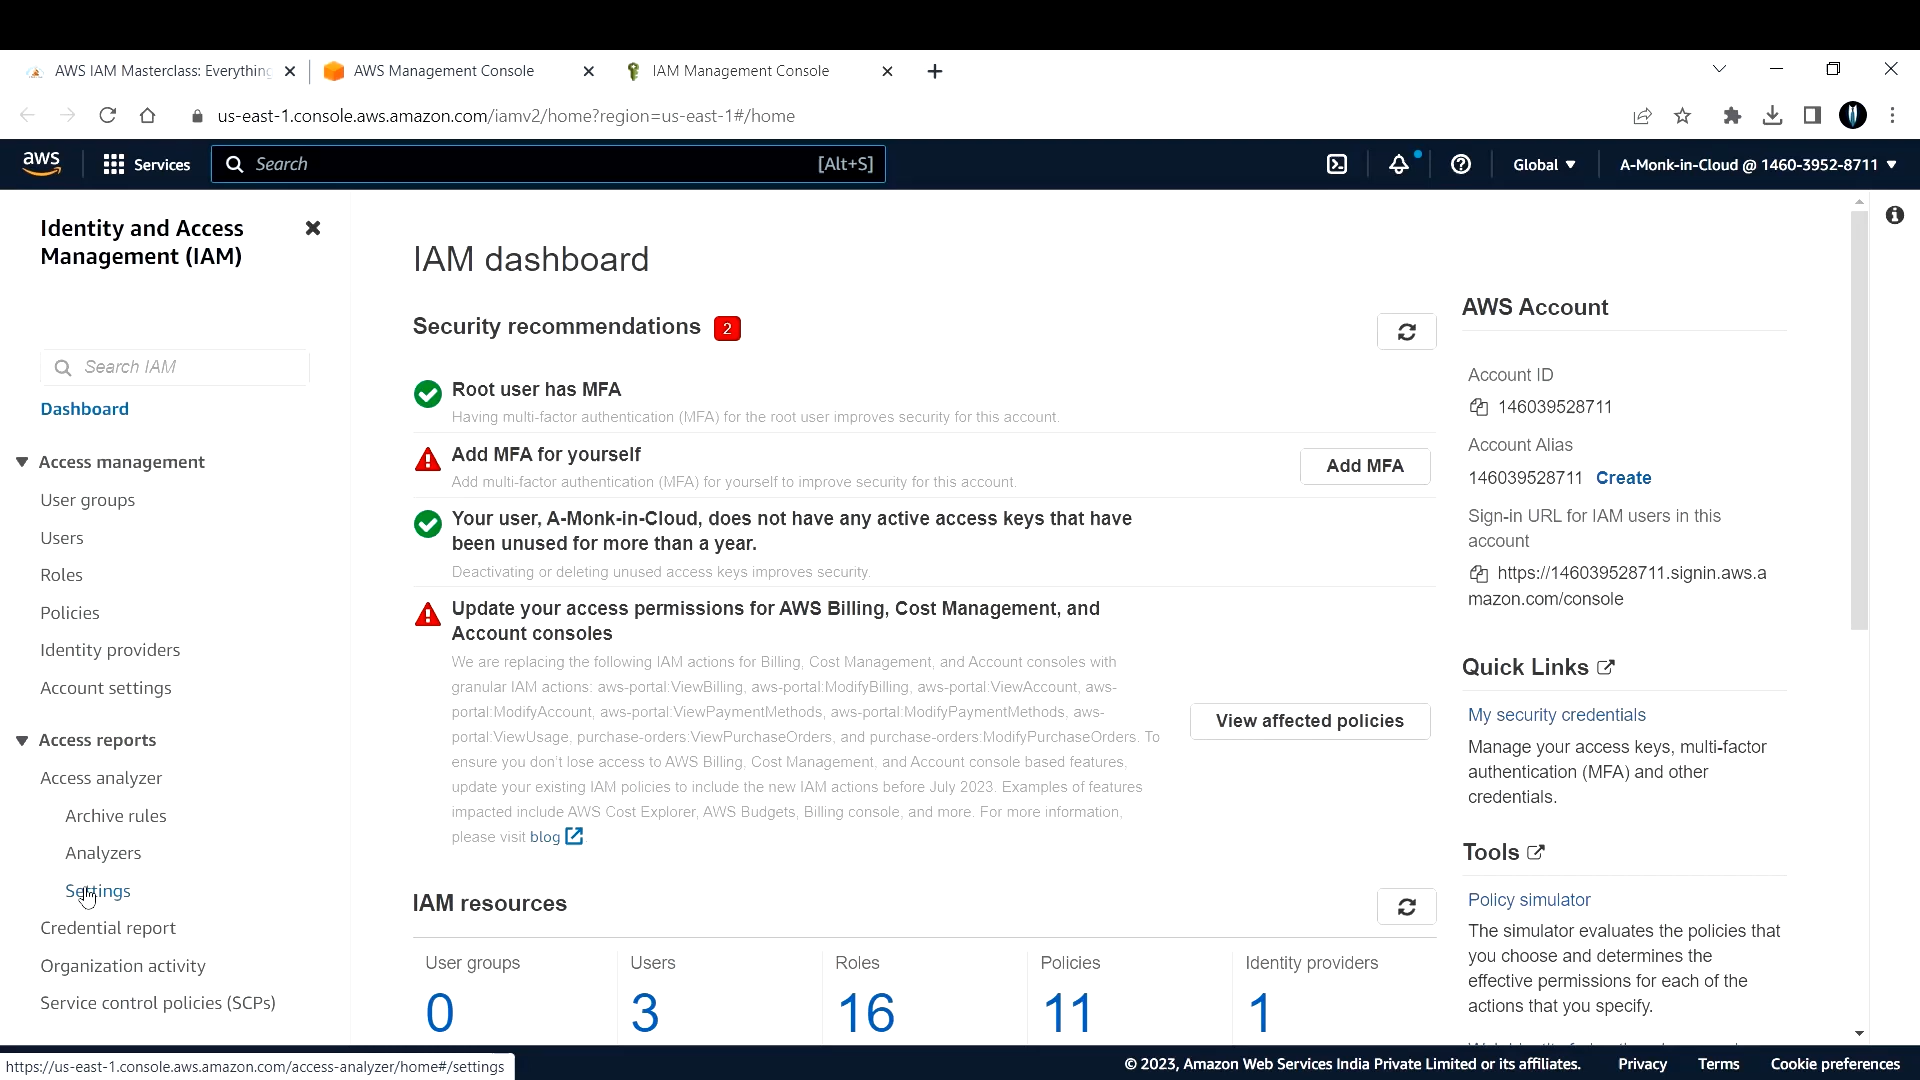 AWS IAM Masterclass: Everything
AWS Management Console
IAM Management Console
us-east-1.console.aws.amazon.com/iamv2/home?region=us-east-1#/home
aws
Services
Search
[Alt+S]
Global
A-Monk-in-Cloud @ 1460-3952-8711
Identity and Access
Management (IAM)
Search IAM
Dashboard
Access management
User groups
Users
Roles
Policies
Identity providers
Account settings
Access reports
Access analyzer
Archive rules
Analyzers
Settings
Credential report
Organization activity
Service control policies (SCPs)
IAM dashboard
Security recommendations 2
Root user has MFA
Having multi-factor authentication (MFA) for the root user improves security for this account.
Add MFA for yourself
Add multi-factor authentication (MFA) for yourself to improve security for this account.
Add MFA
Your user, A-Monk-in-Cloud, does not have any active access keys that have
been unused for more than a year.
Deactivating or deleting unused access keys improves security.
Update your access permissions for AWS Billing, Cost Management, and
Account consoles
We are replacing the following IAM actions for Billing, Cost Management, and Account consoles with
granular IAM actions: aws-portal:ViewBilling, aws-portal:ModifyBilling, aws-portal:ViewAccount, aws-
portal:ModifyAccount, aws-portal:ViewPaymentMethods, aws-portal:ModifyPaymentMethods, aws-
portal:ViewUsage, purchase-orders:ViewPurchaseOrders, and purchase-orders:ModifyPurchaseOrders. To
ensure you don't lose access to AWS Billing, Cost Management, and Account console based features,
update your existing IAM policies to include the new IAM actions before July 2023. Examples of features
impacted include AWS Cost Explorer, AWS Budgets, Billing console, and more. For more information,
please visit blog
View affected policies
IAM resources
User groups
Users
Roles
Policies
Identity providers
0
3
16
11
1
AWS Account
Account ID
146039528711
Account Alias
146039528711 Create
Sign-in URL for IAM users in this
account
https://146039528711.signin.aws.a
mazon.com/console
Quick Links
My security credentials
Manage your access keys, multi-factor
authentication (MFA) and other
credentials.
Tools
Policy simulator
The simulator evaluates the policies that
you choose and determines the
effective permissions for each of the
actions that you specify.
https://us-east-1.console.aws.amazon.com/access-analyzer/home#/settings
© 2023, Amazon Web Services India Private Limited or its affiliates.
Privacy
Terms
Cookie preferences